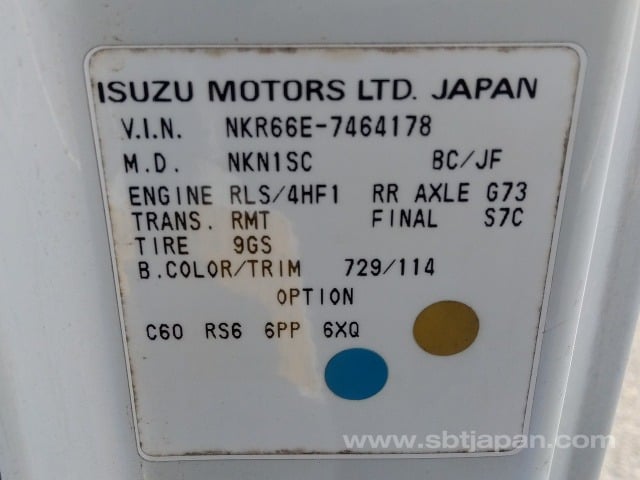 ISUZU MOTORS LTD. JAPAN
V.I.N. NKR66E-7464178
M.D. NKN1SC BC/JF
ENGINE RLS/4HF1 RR AXLE G73
TRANS. RMT FINAL S7C
TIRE 9GS
B.COLOR/TRIM 729/114
OPTION
C60 RS6 6PP 6XQ
www.sbtjapan.com